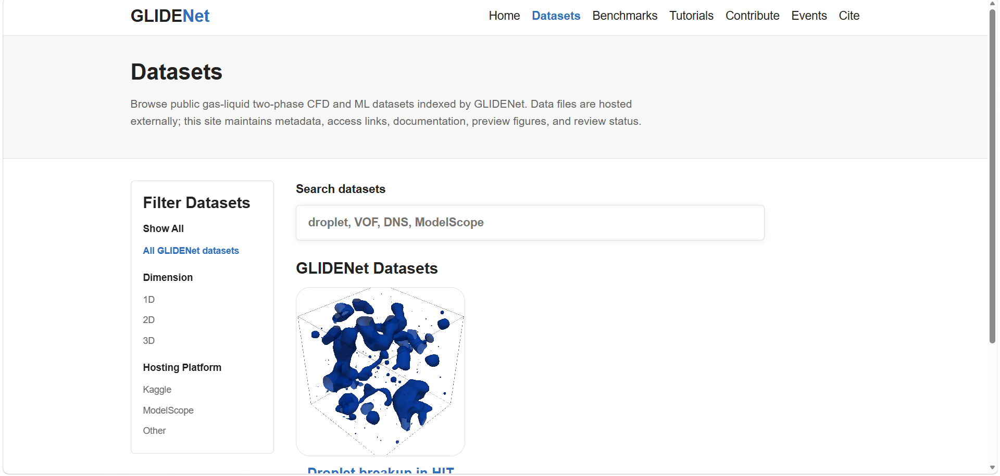 GLIDENet
Home Datasets Benchmarks Tutorials Contribute Events Cite
Datasets
Browse public gas-liquid two-phase CFD and ML datasets indexed by GLIDENet. Data files are hosted
externally; this site maintains metadata, access links, documentation, preview figures, and review status.
Filter Datasets
Show All
All GLIDENet datasets
Dimension
1D
2D
3D
Hosting Platform
Kaggle
ModelScope
Other
Search datasets
droplet, VOF, DNS, ModelScope
GLIDENet Datasets
Droplet breakup in HIT